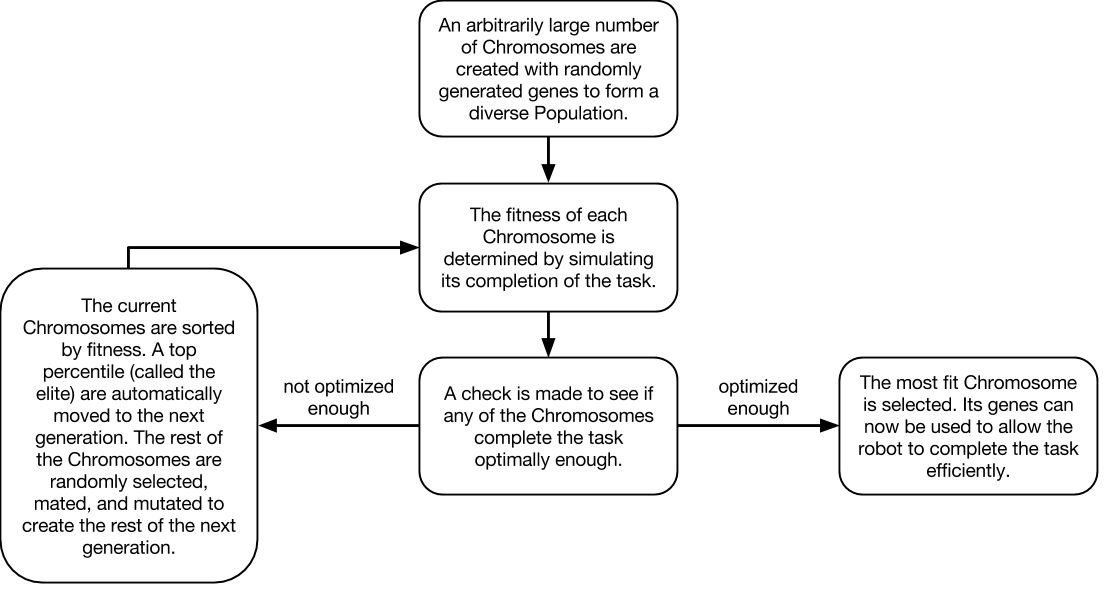 An arbitrarily large number
of Chromosomes are
created with randomly
generated genes to form a
diverse Population.
The fitness of each
Chromosome is
determined by simulating
its completion of the task.
The current
Chromosomes are sorted
by fitness. A top
percentile (called the
elite) are automatically
moved to the next
generation. The rest of
the Chromosomes are
randomly selected,
mated, and mutated to
create the rest of the next
generation.
not optimized
enough
A check is made to see if
any of the Chromosomes
complete the task
optimally enough.
optimized
enough
The most fit Chromosome
is selected. Its genes can
now be used to allow the
robot to complete the task
efficiently.